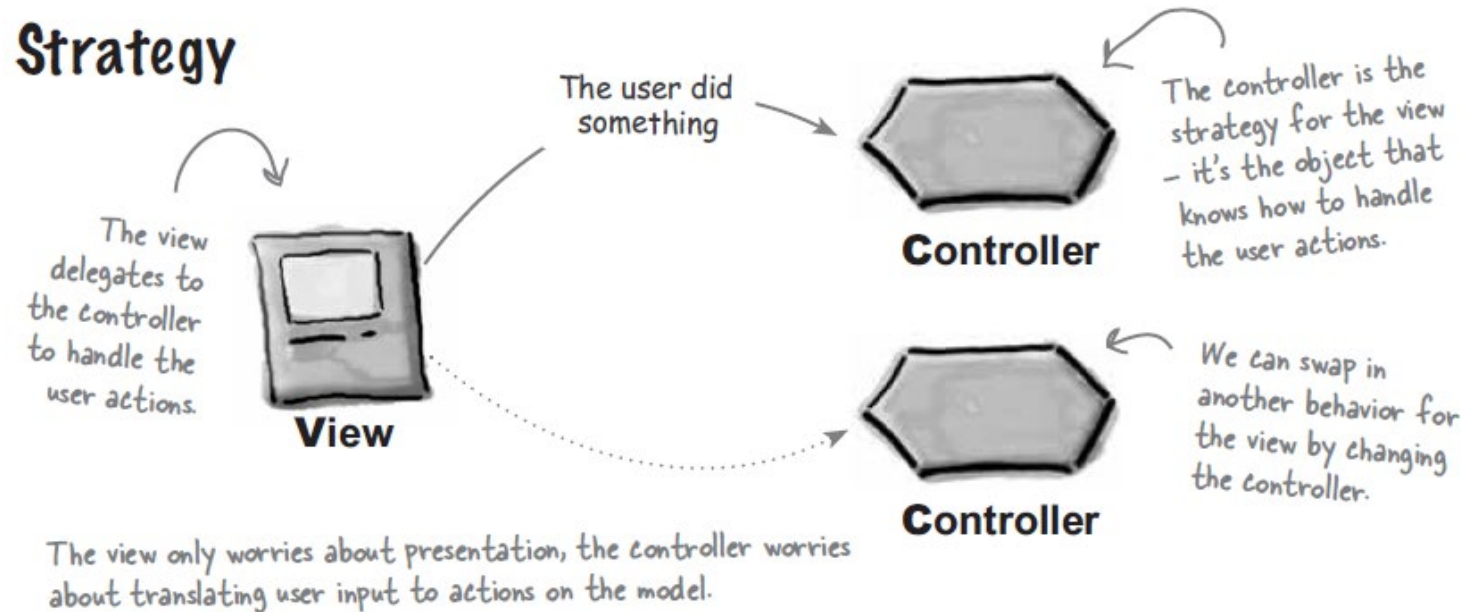 Strategy
The user did
something
The controller is the
strategy for the view
– it's the object that
knows how to handle
the user actions.
Controller
The view
delegates to
the controller
to handle the
user actions.
View
We can swap in
another behavior for
the view by changing
the controller.
Controller
The view only worries about presentation, the controller worries
about translating user input to actions on the model.